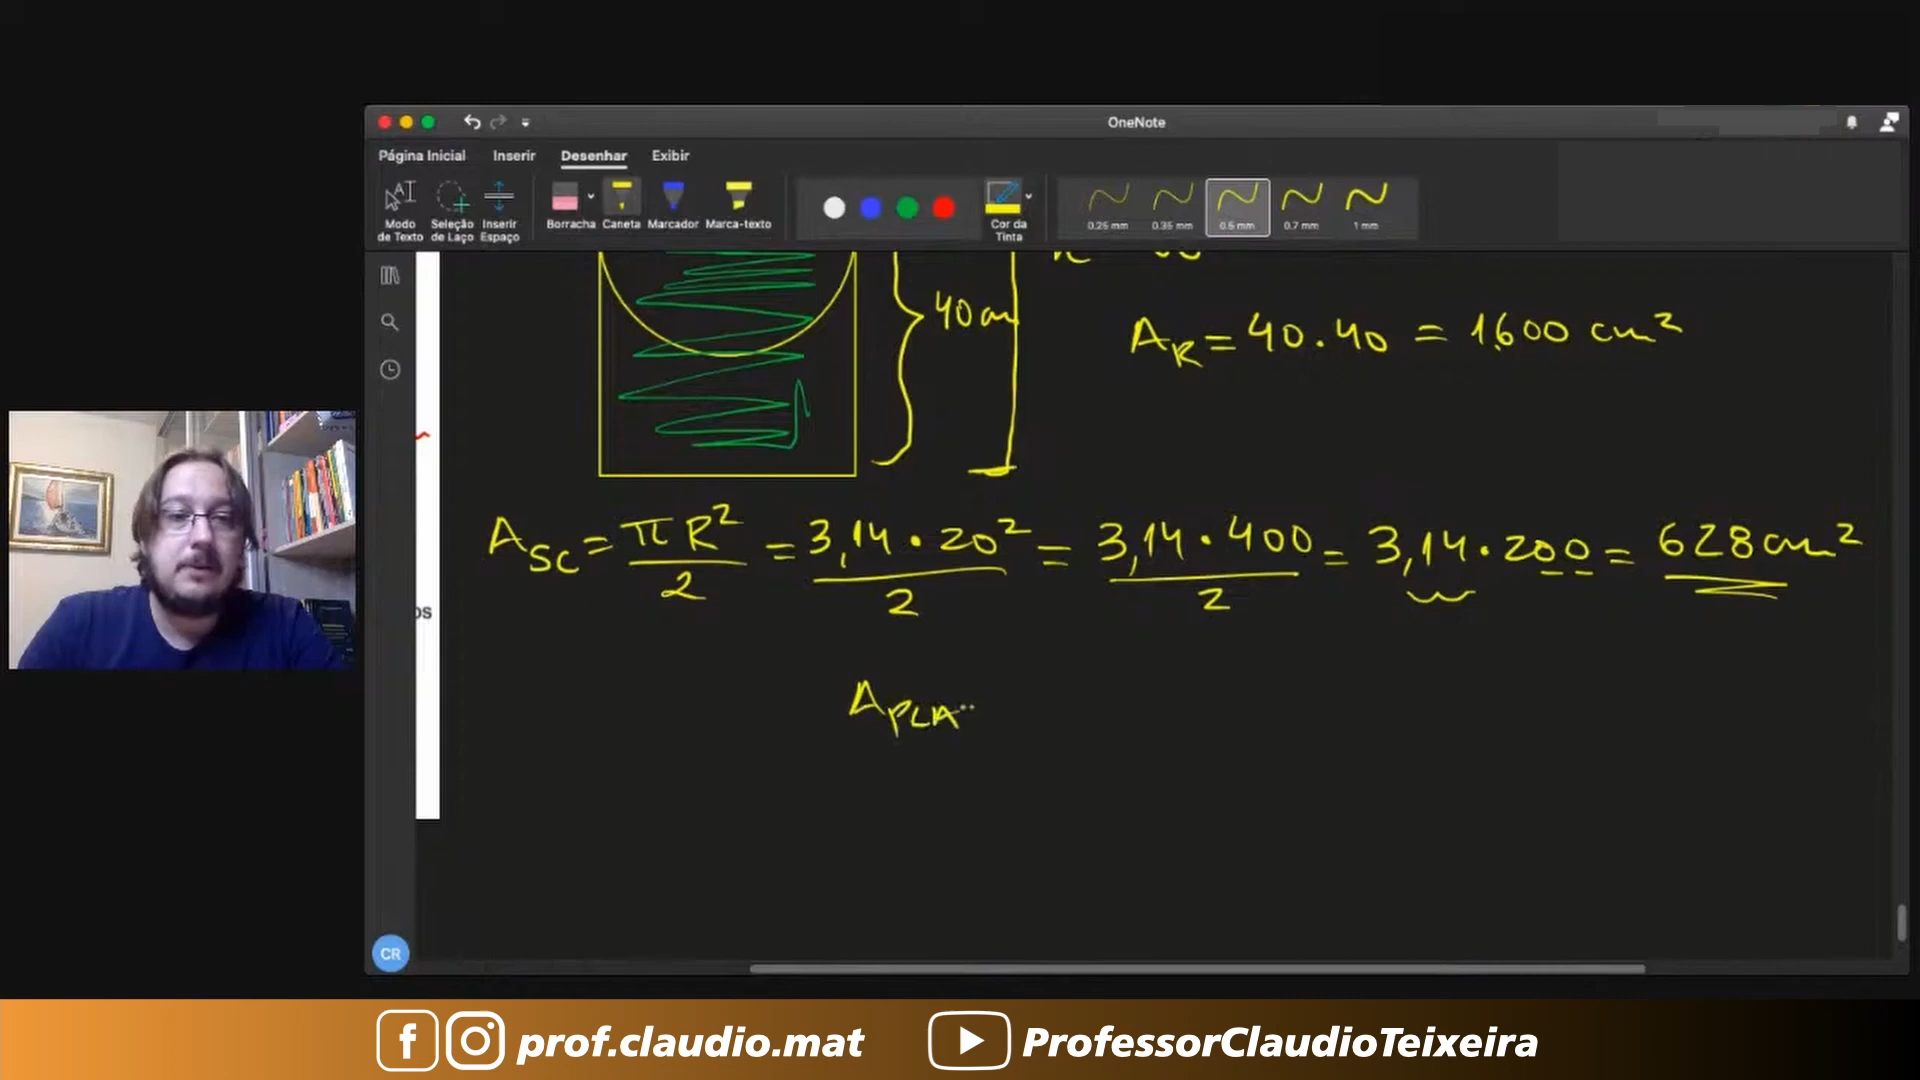 OneNote
Página Inicial Inserir Desenhar Exibir
Modo de Texto
Seleção de Laço
Inserir Espaço
Borracha
Caneta
Marcador
Marca-texto
Cor da Tinta
0.25 mm 0.35 mm 0.5 mm 0.7 mm 1 mm
40 cm
A_R = 40 . 40 = 1.600 cm²
A_SC = πR²/2 = 3,14 . 20²/2 = 3,14 . 400/2 = 3,14 . 200 = 628 cm²
os
A_PLA
CR
prof.claudio.mat
ProfessorClaudioTeixeira